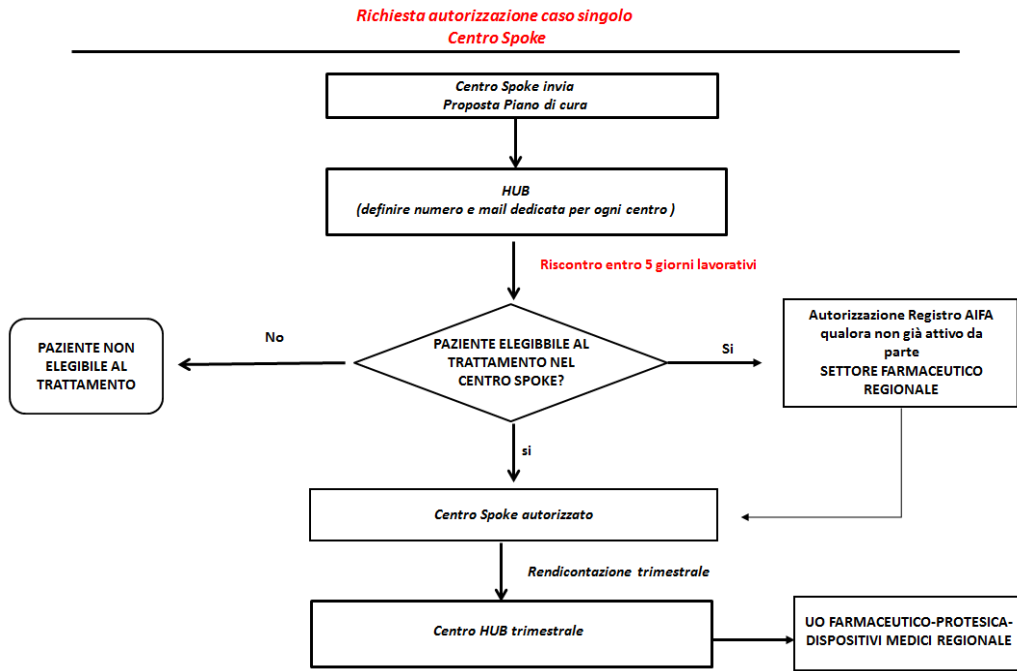 Richiesta autorizzazione caso singolo
Centro Spoke
Centro Spoke invia
Proposta Piano di cura
HUB
(definire numero e mail dedicata per ogni centro )
Riscontro entro 5 giorni lavorativi
No
PAZIENTE NON
ELEGIBILE AL
TRATTAMENTO
PAZIENTE ELEGIBBILE AL
TRATTAMENTO NEL
CENTRO SPOKE?
Si
Autorizzazione Registro AIFA
qualora non già attivo da
parte
SETTORE FARMACEUTICO
REGIONALE
si
Centro Spoke autorizzato
Rendicontazione trimestrale
Centro HUB trimestrale
UO FARMACEUTICO-PROTESICA-
DISPOSITIVI MEDICI REGIONALE